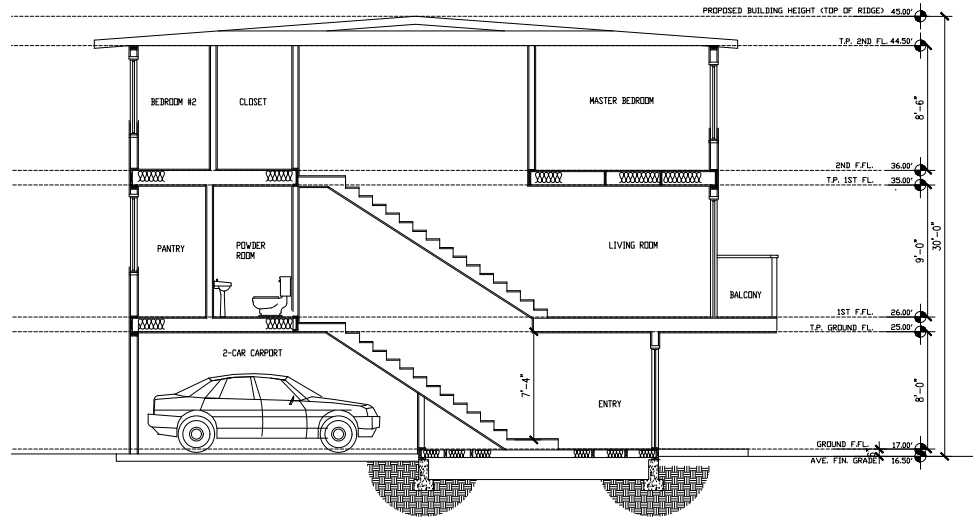 PROPOSED BUILDING HEIGHT (TOP OF RIDGE) 45.00'
T.P. 2ND FL. 44.50'
BEDROOM #2
CLOSET
MASTER BEDROOM
8'-6"
2ND F.FL. 36.00'
T.P. 1ST FL. 35.00'
PANTRY
POWDER
ROOM
LIVING ROOM
9'-0"
30'-0"
BALCONY
1ST F.FL. 26.00'
T.P. GROUND FL. 25.00'
2-CAR CARPORT
7'-4"
ENTRY
8'-0"
GROUND F.FL. 17.00'
AVE. FIN. GRADE 16.50'